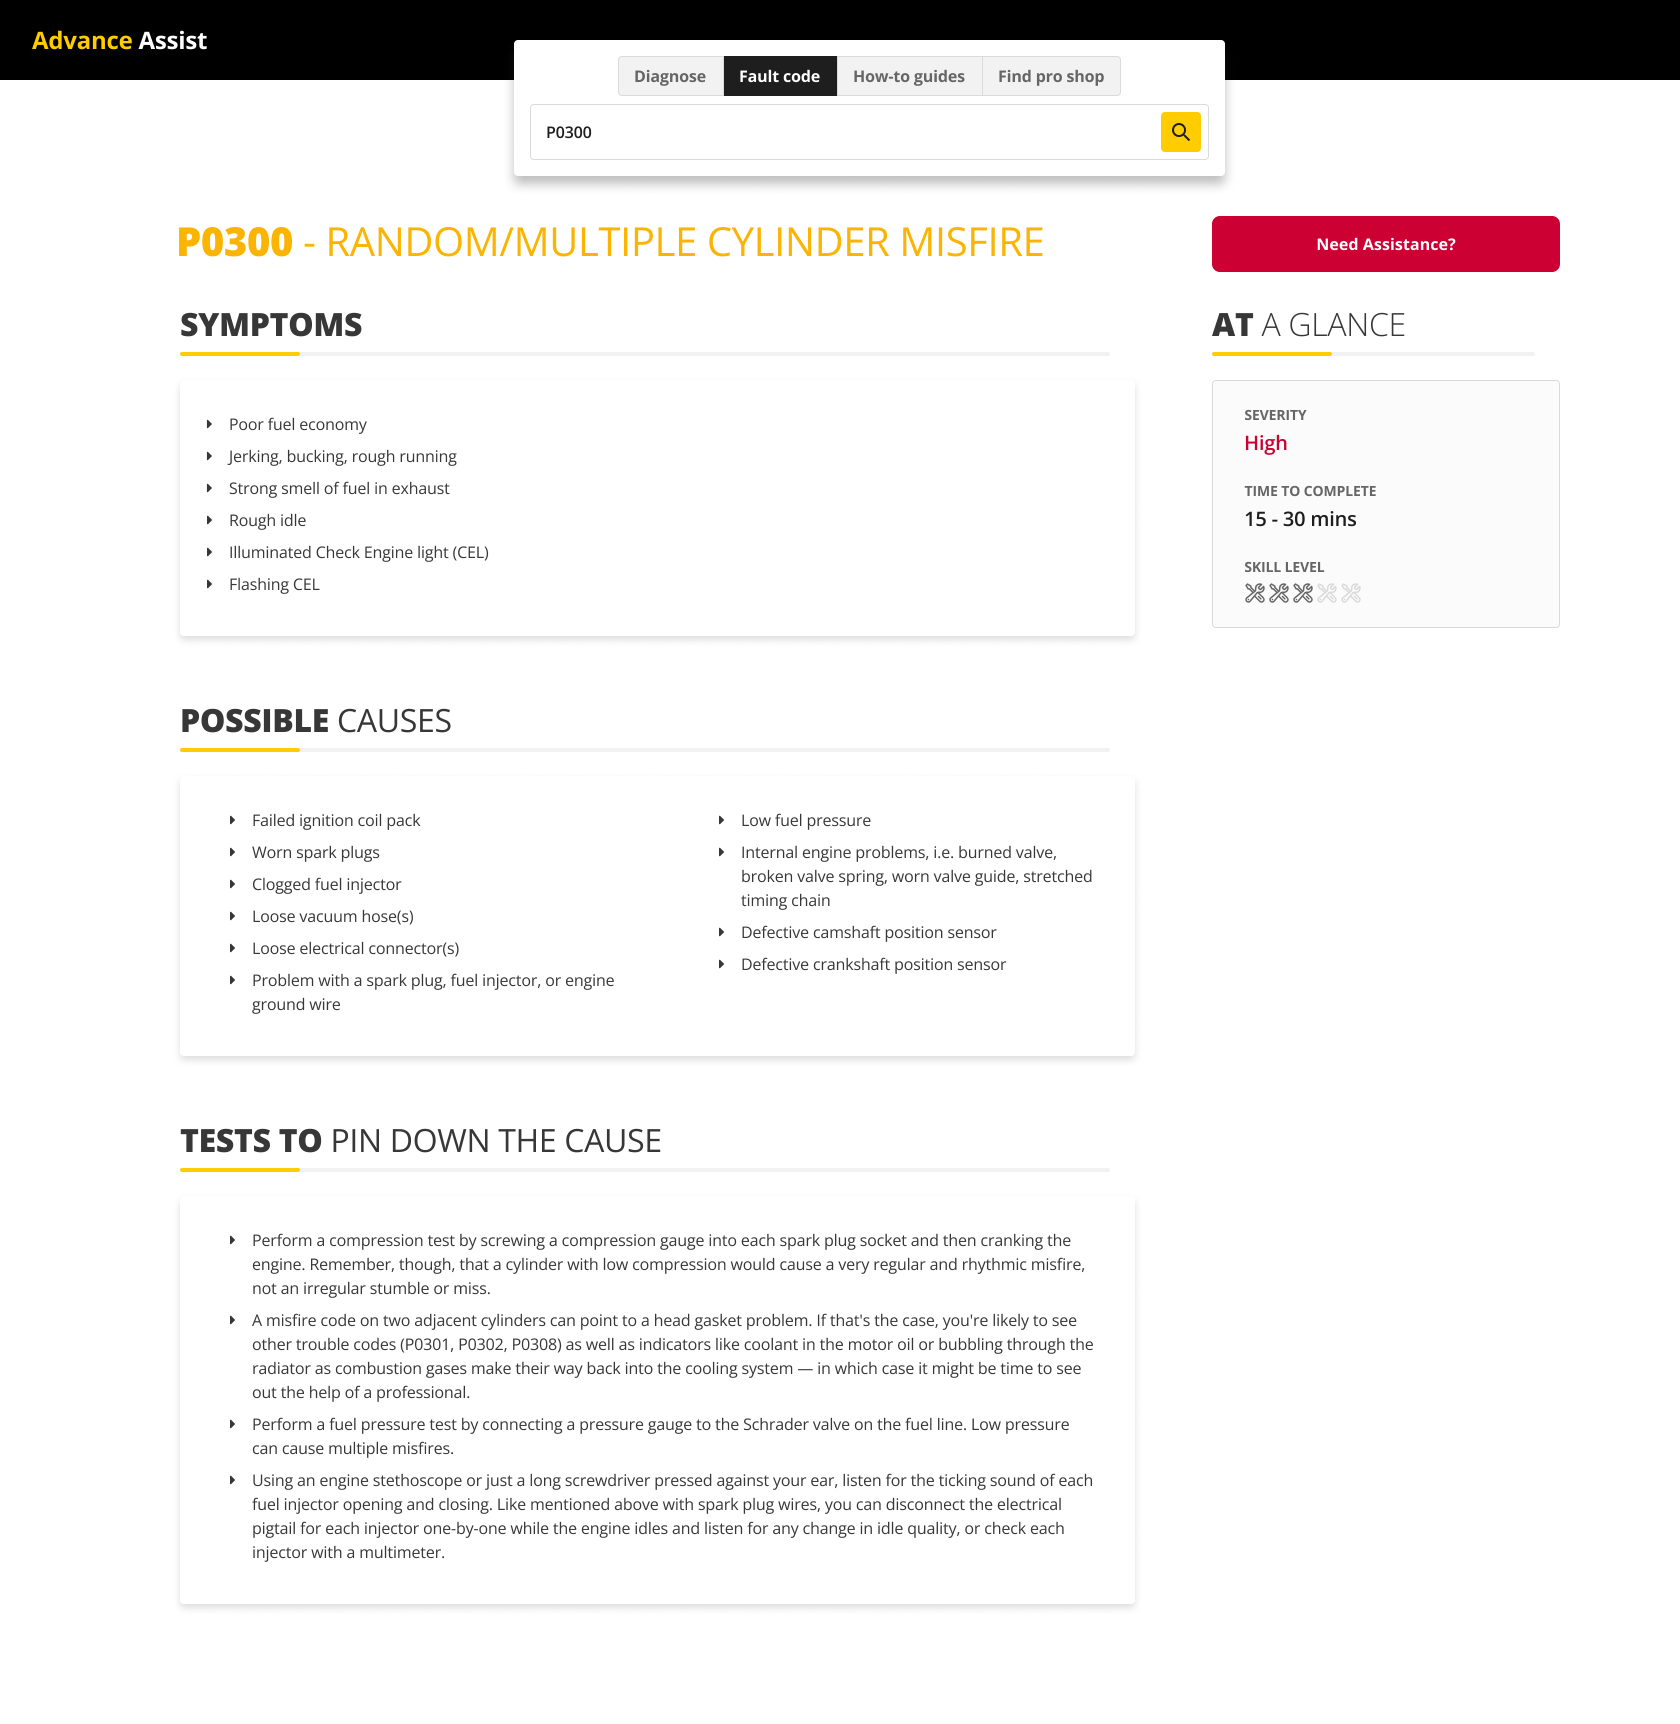 Advance Assist
Diagnose
Fault code
How-to guides
Find pro shop
P0300
P0300 - RANDOM/MULTIPLE CYLINDER MISFIRE
Need Assistance?
SYMPTOMS
Poor fuel economy
Jerking, bucking, rough running
Strong smell of fuel in exhaust
Rough idle
Illuminated Check Engine light (CEL)
Flashing CEL
AT A GLANCE
SEVERITY
High
TIME TO COMPLETE
15 - 30 mins
SKILL LEVEL
POSSIBLE CAUSES
Failed ignition coil pack
Worn spark plugs
Clogged fuel injector
Loose vacuum hose(s)
Loose electrical connector(s)
Problem with a spark plug, fuel injector, or engine
ground wire
Low fuel pressure
Internal engine problems, i.e. burned valve,
broken valve spring, worn valve guide, stretched
timing chain
Defective camshaft position sensor
Defective crankshaft position sensor
TESTS TO PIN DOWN THE CAUSE
Perform a compression test by screwing a compression gauge into each spark plug socket and then cranking the
engine. Remember, though, that a cylinder with low compression would cause a very regular and rhythmic misfire,
not an irregular stumble or miss.
A misfire code on two adjacent cylinders can point to a head gasket problem. If that's the case, you're likely to see
other trouble codes (P0301, P0302, P0308) as well as indicators like coolant in the motor oil or bubbling through the
radiator as combustion gases make their way back into the cooling system — in which case it might be time to see
out the help of a professional.
Perform a fuel pressure test by connecting a pressure gauge to the Schrader valve on the fuel line. Low pressure
can cause multiple misfires.
Using an engine stethoscope or just a long screwdriver pressed against your ear, listen for the ticking sound of each
fuel injector opening and closing. Like mentioned above with spark plug wires, you can disconnect the electrical
pigtail for each injector one-by-one while the engine idles and listen for any change in idle quality, or check each
injector with a multimeter.